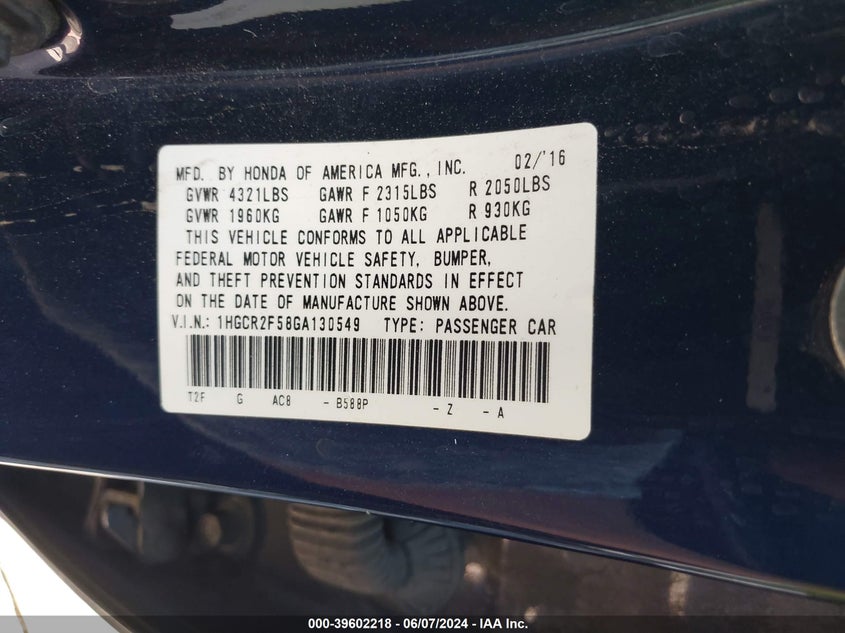 MFD. BY HONDA OF AMERICA MFG., INC. 02/'16
GVWR 4321LBS GAWR F 2315LBS R 2050LBS
GVWR 1960KG GAWR F 1050KG R 930KG
THIS VEHICLE CONFORMS TO ALL APPLICABLE
FEDERAL MOTOR VEHICLE SAFETY, BUMPER,
AND THEFT PREVENTION STANDARDS IN EFFECT
ON THE DATE OF MANUFACTURE SHOWN ABOVE.
V.I.N.: 1HGCR2F58GA130549 TYPE: PASSENGER CAR
T2F G AC8 - B588P - Z - A
000-39602218 - 06/07/2024 - IAA Inc.